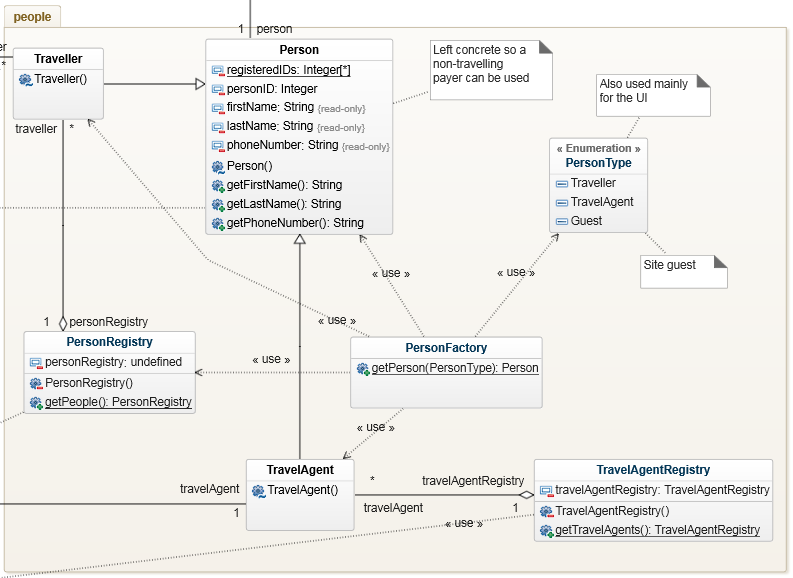 people
1
person
er
*
Traveller
Traveller()
traveller
*
Person
registeredIDs: Integer[*]
personID: Integer
firstName: String {read-only}
lastName: String {read-only}
phoneNumber: String {read-only}
Person()
getFirstName(): String
getLastName(): String
getPhoneNumber(): String
Left concrete so a
non-travelling
payer can be used
Also used mainly
for the UI
« Enumeration »
PersonType
Traveller
TravelAgent
Guest
Site guest
« use »
« use »
« use »
« use »
« use »
1
personRegistry
PersonRegistry
personRegistry: undefined
PersonRegistry()
getPeople(): PersonRegistry
PersonFactory
getPerson(PersonType): Person
TravelAgent
TravelAgent()
travelAgent
1
*
travelAgent
travelAgentRegistry
1
« use »
TravelAgentRegistry
travelAgentRegistry: TravelAgentRegistry
TravelAgentRegistry()
getTravelAgents(): TravelAgentRegistry